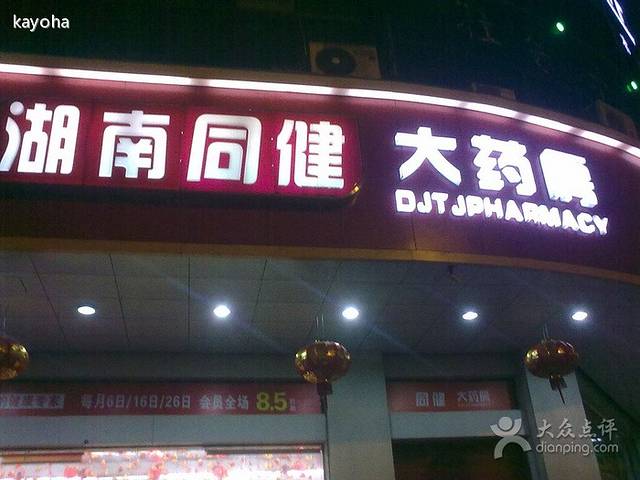 kayoha
湖南同健 大药房
DJTJPHARMACY
每月6日/16日/26日 会员全场 8.5
同健 大药房
大众点评
dianping.com